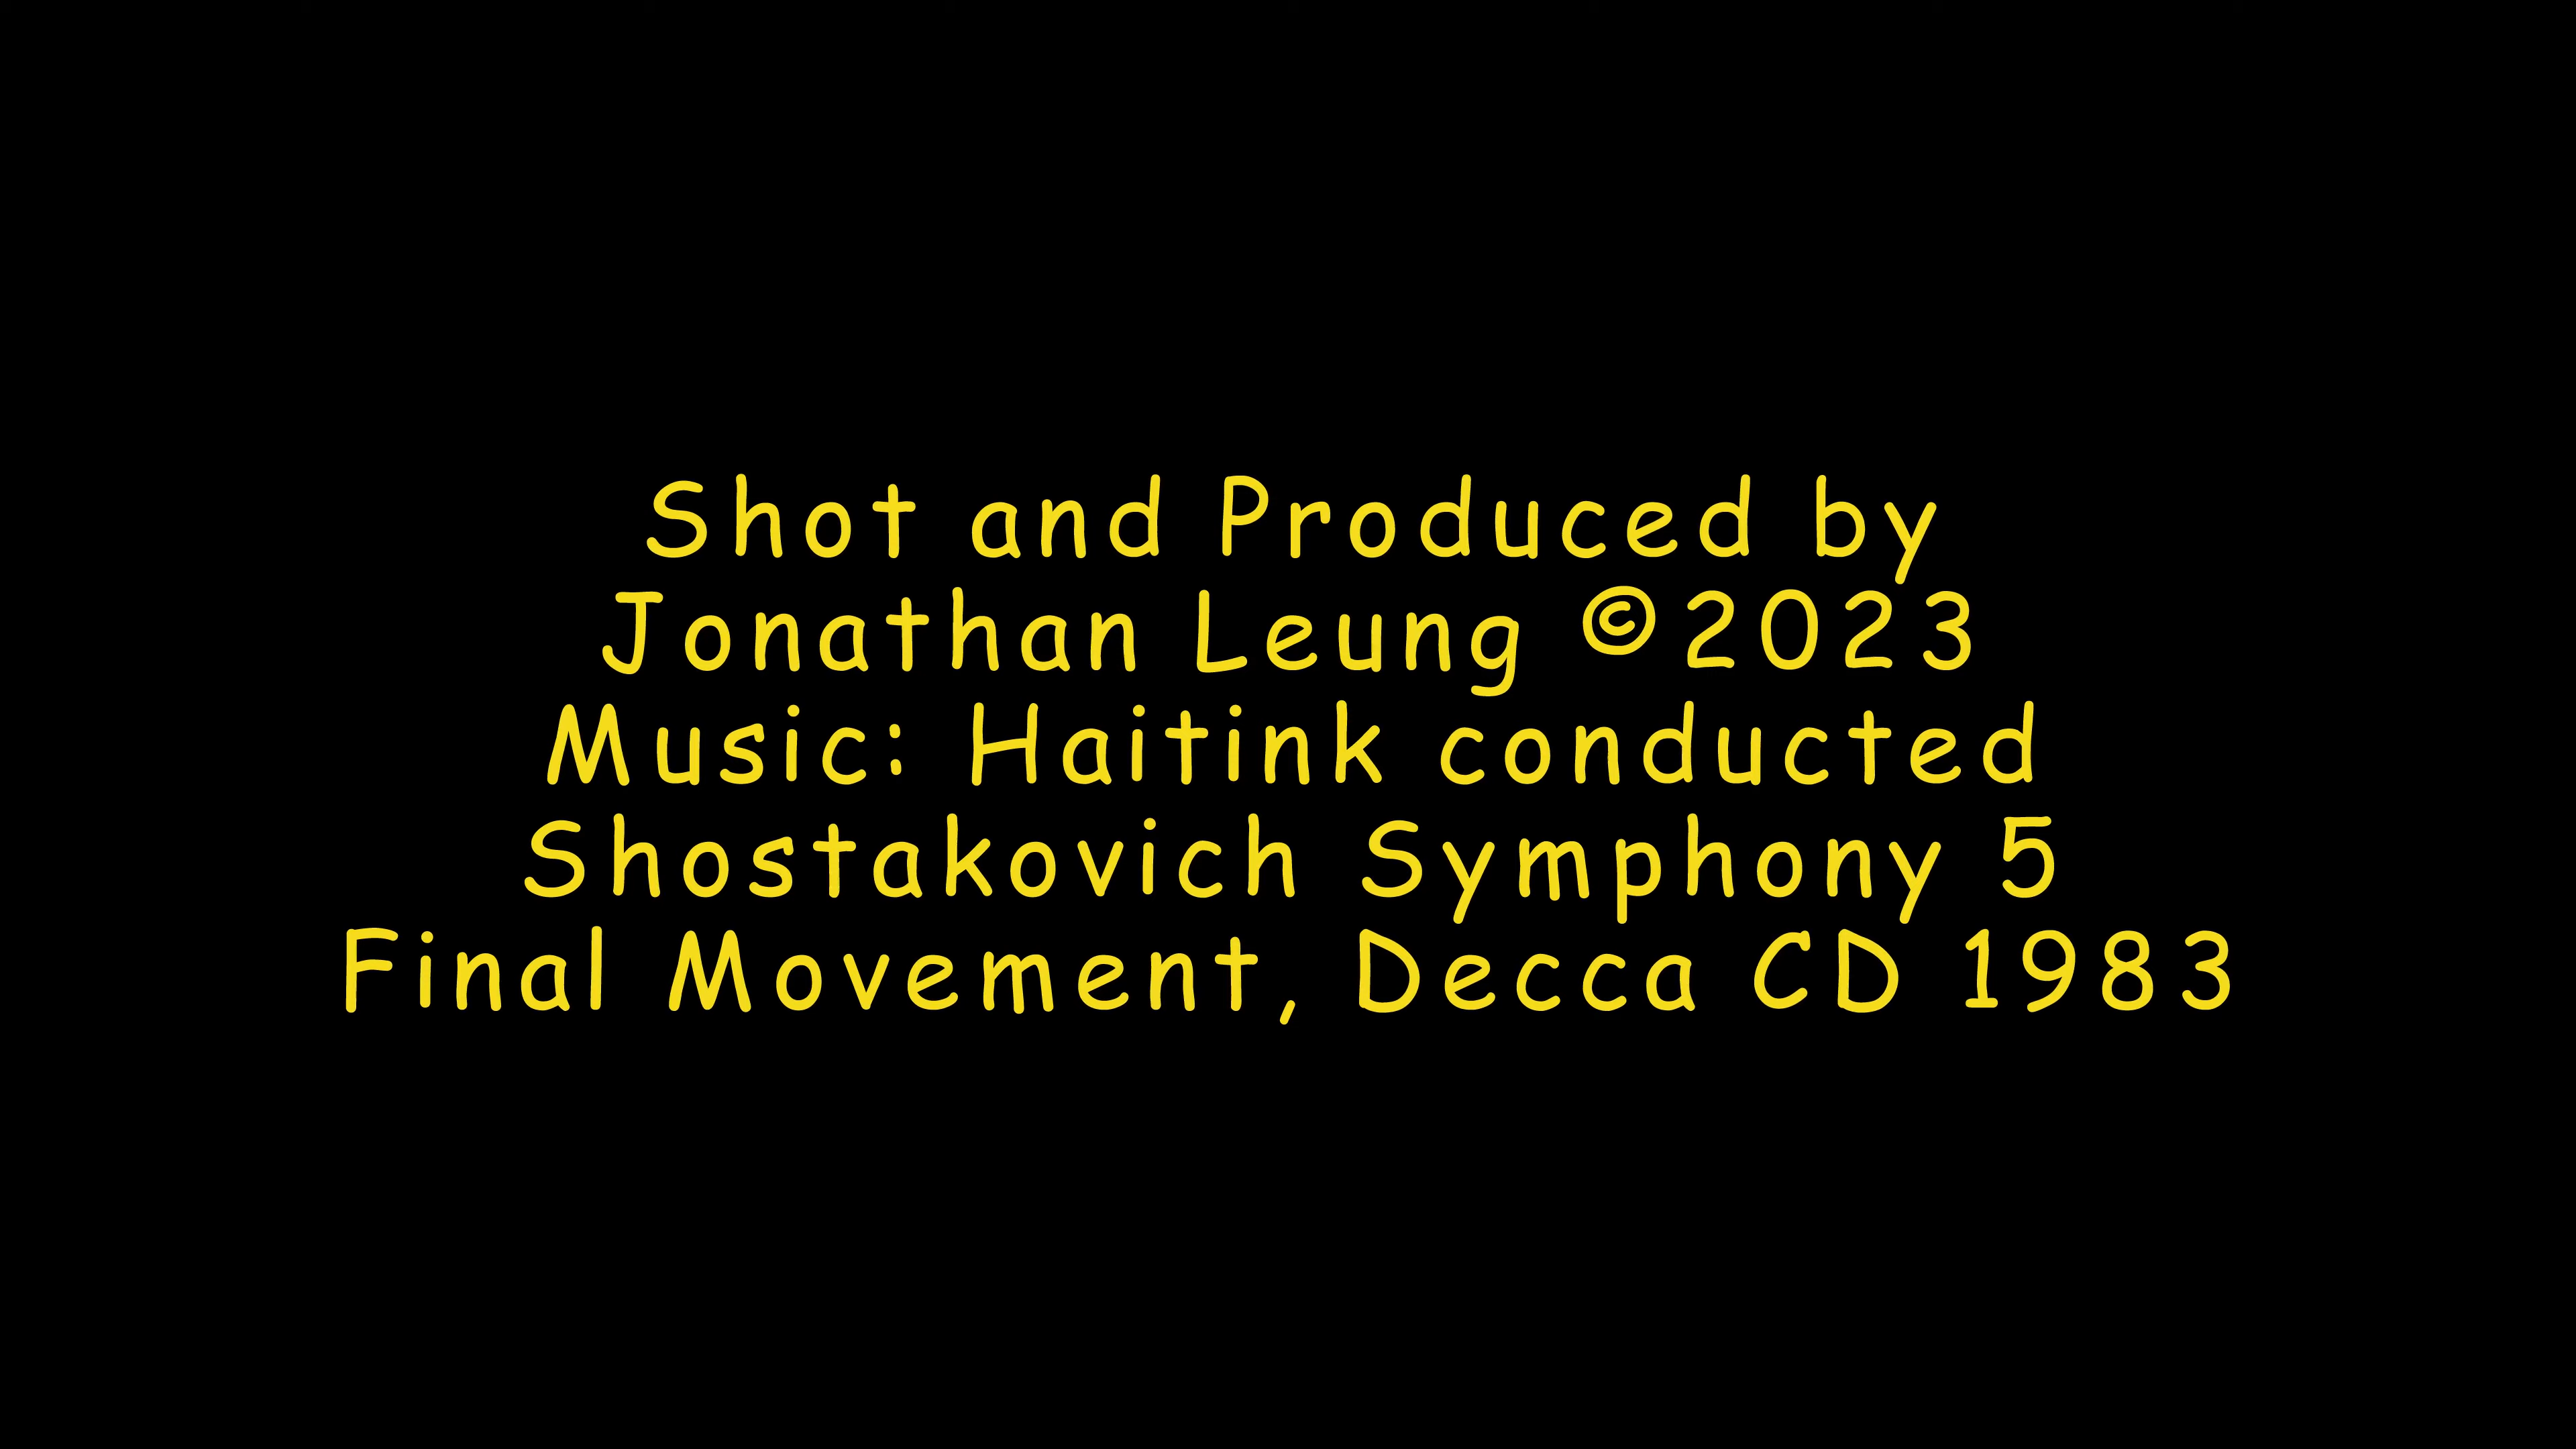 Shot and Produced by
Jonathan Leung ©2023
Music: Haitink conducted
Shostakovich Symphony 5
Final Movement, Decca CD 1983